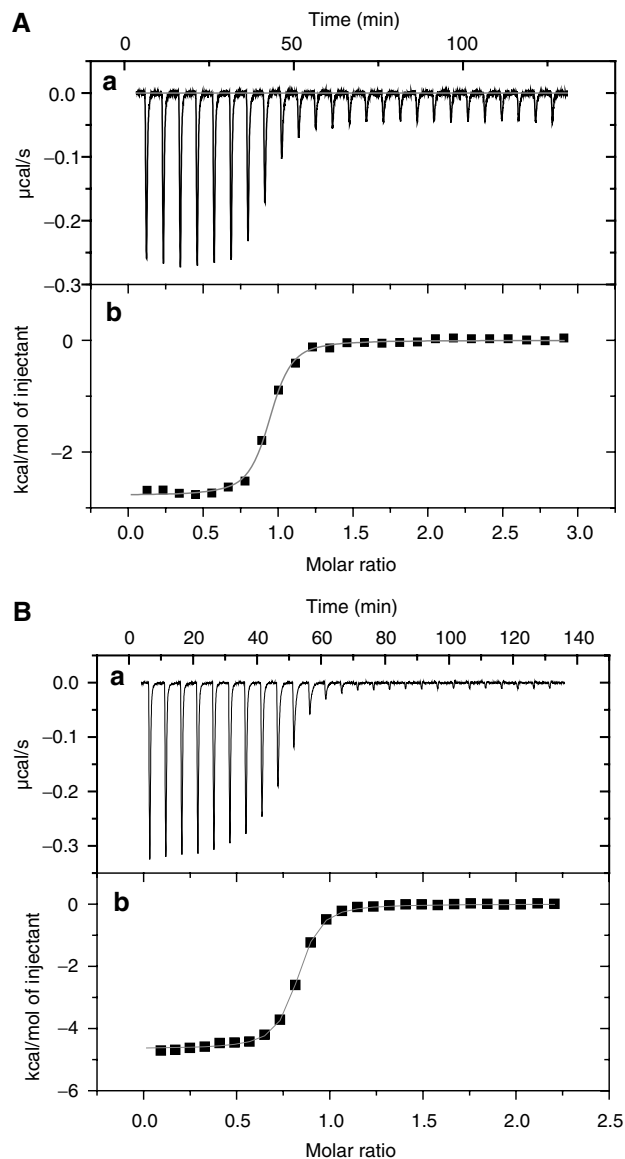 A
Time (min)
0 50 100
a
0.0
–0.1
–0.2
–0.3
µcal/s
b
0
–2
kcal/mol of injectant
0.0 0.5 1.0 1.5 2.0 2.5 3.0
Molar ratio
B
Time (min)
0 20 40 60 80 100 120 140
a
0.0
–0.1
–0.2
–0.3
µcal/s
b
0
–2
–4
–6
kcal/mol of injectant
0.0 0.5 1.0 1.5 2.0 2.5
Molar ratio